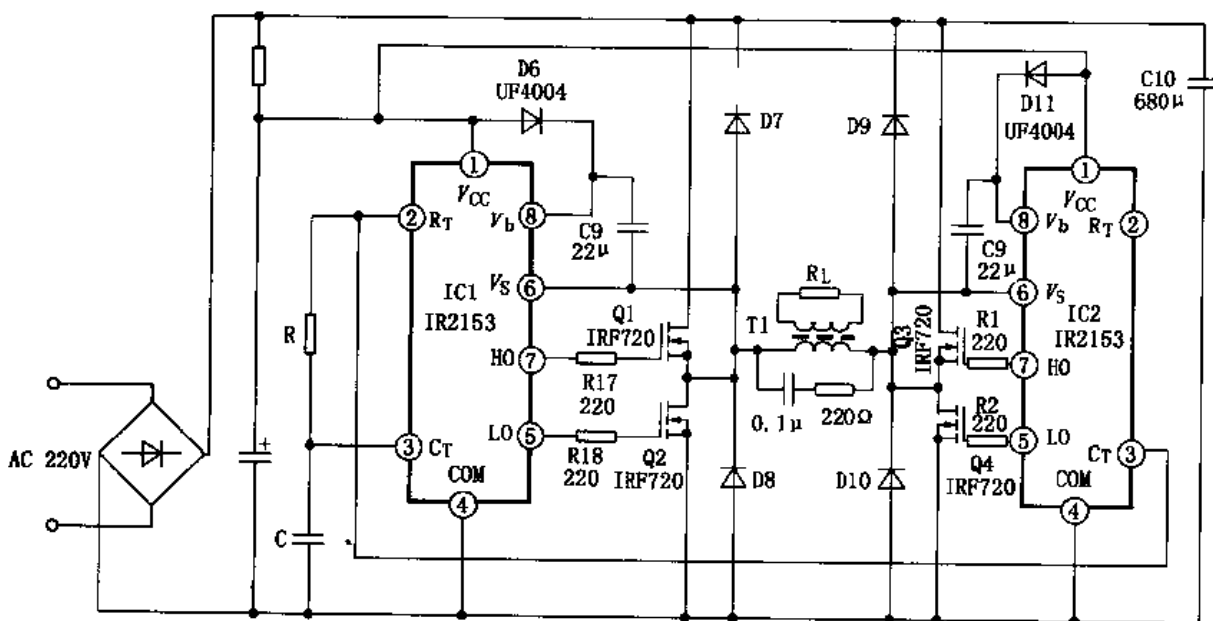 D6
UF4004
D7
D9
D11
UF4004
C10
680μ
①
VCC
② RT
Vb ⑧
C9
22μ
VS ⑥
IC1
IR2153
HO ⑦
LO ⑤
③ CT
COM
④
R
C
AC 220V
+
Q1
IRF720
R17
220
R18
220
Q2
IRF720
RL
T1
0.1μ
220Ω
D8
D10
Q3
IRF720
R1
220
R2
220
Q4
IRF720
C9
22μ
①
VCC
⑧ Vb
RT ②
⑥ VS
IC2
IR2153
⑦ HO
⑤ LO
CT ③
COM
④